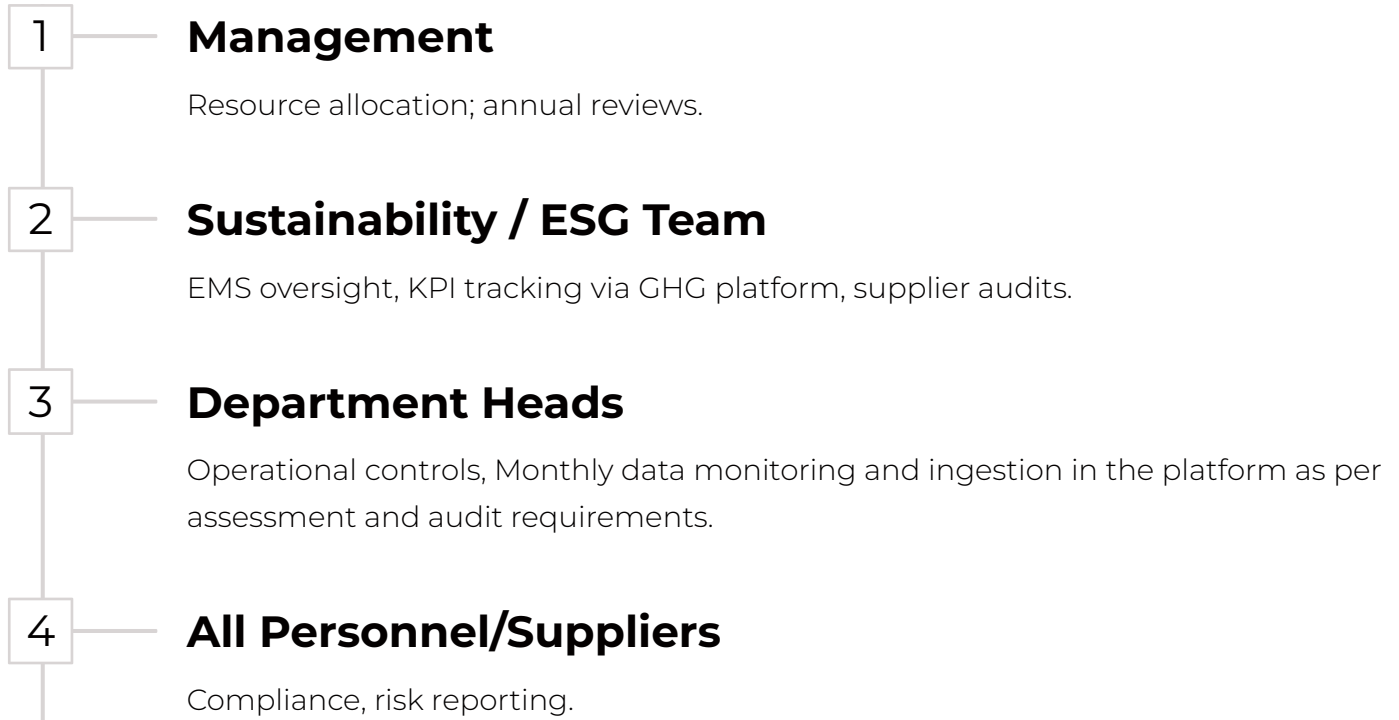 1
Management
Resource allocation; annual reviews.
2
Sustainability / ESG Team
EMS oversight, KPI tracking via GHG platform, supplier audits.
3
Department Heads
Operational controls, Monthly data monitoring and ingestion in the platform as per
assessment and audit requirements.
4
All Personnel/Suppliers
Compliance, risk reporting.